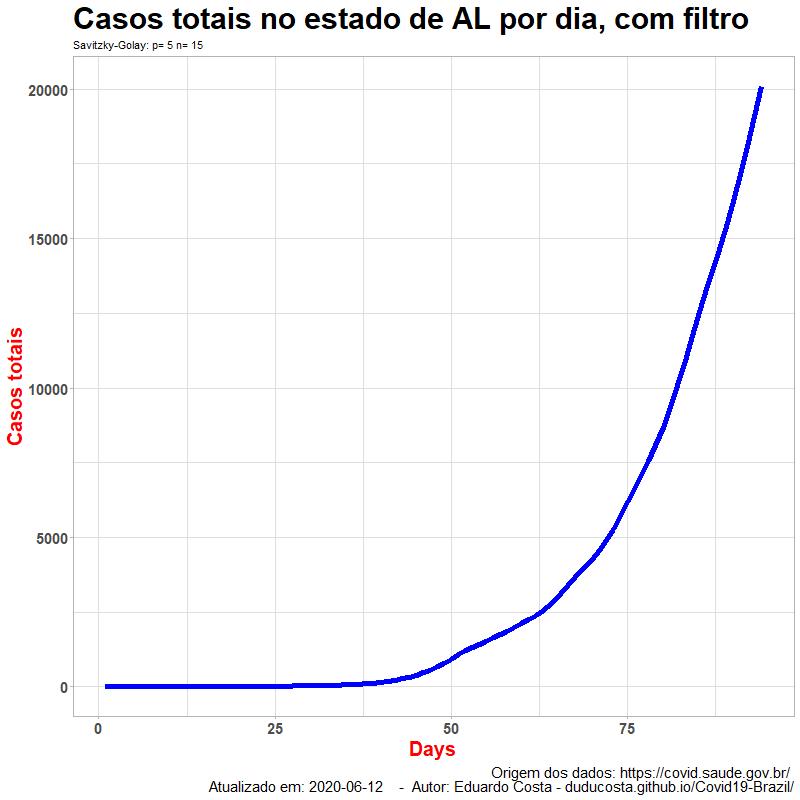 Casos totais no estado de AL por dia, com filtro
Savitzky-Golay: p= 5 n= 15
20000
15000
10000
5000
0
Casos totais
0 25 50 75
Days
Origem dos dados: https://covid.saude.gov.br/
Atualizado em: 2020-06-12 - Autor: Eduardo Costa - duducosta.github.io/Covid19-Brazil/